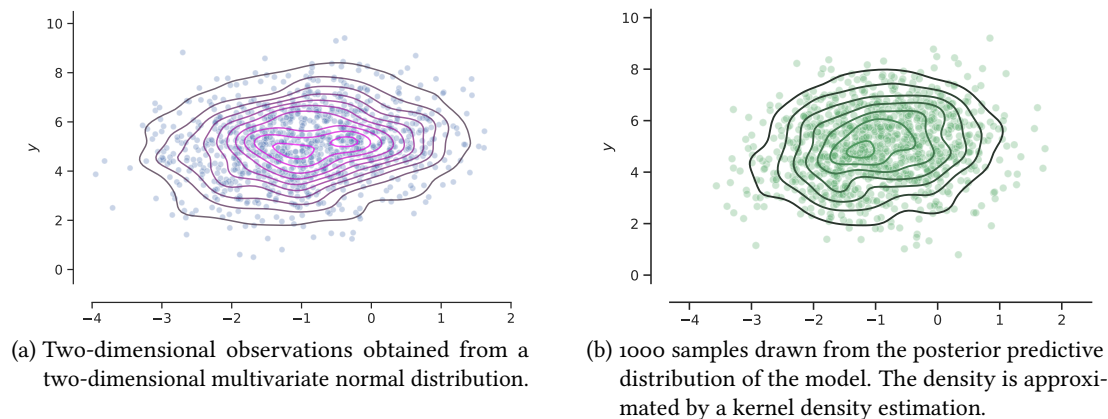 10
8
6
4
2
0
y
−4 −3 −2 −1 0 1 2
(a) Two-dimensional observations obtained from a
two-dimensional multivariate normal distribution.
10
8
6
4
2
0
y
−4 −3 −2 −1 0 1 2
(b) 1000 samples drawn from the posterior predictive
distribution of the model. The density is approxi-
mated by a kernel density estimation.